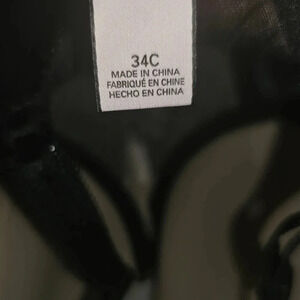 34C
MADE IN CHINA
FABRIQUÉ EN CHINE
HECHO EN CHINA